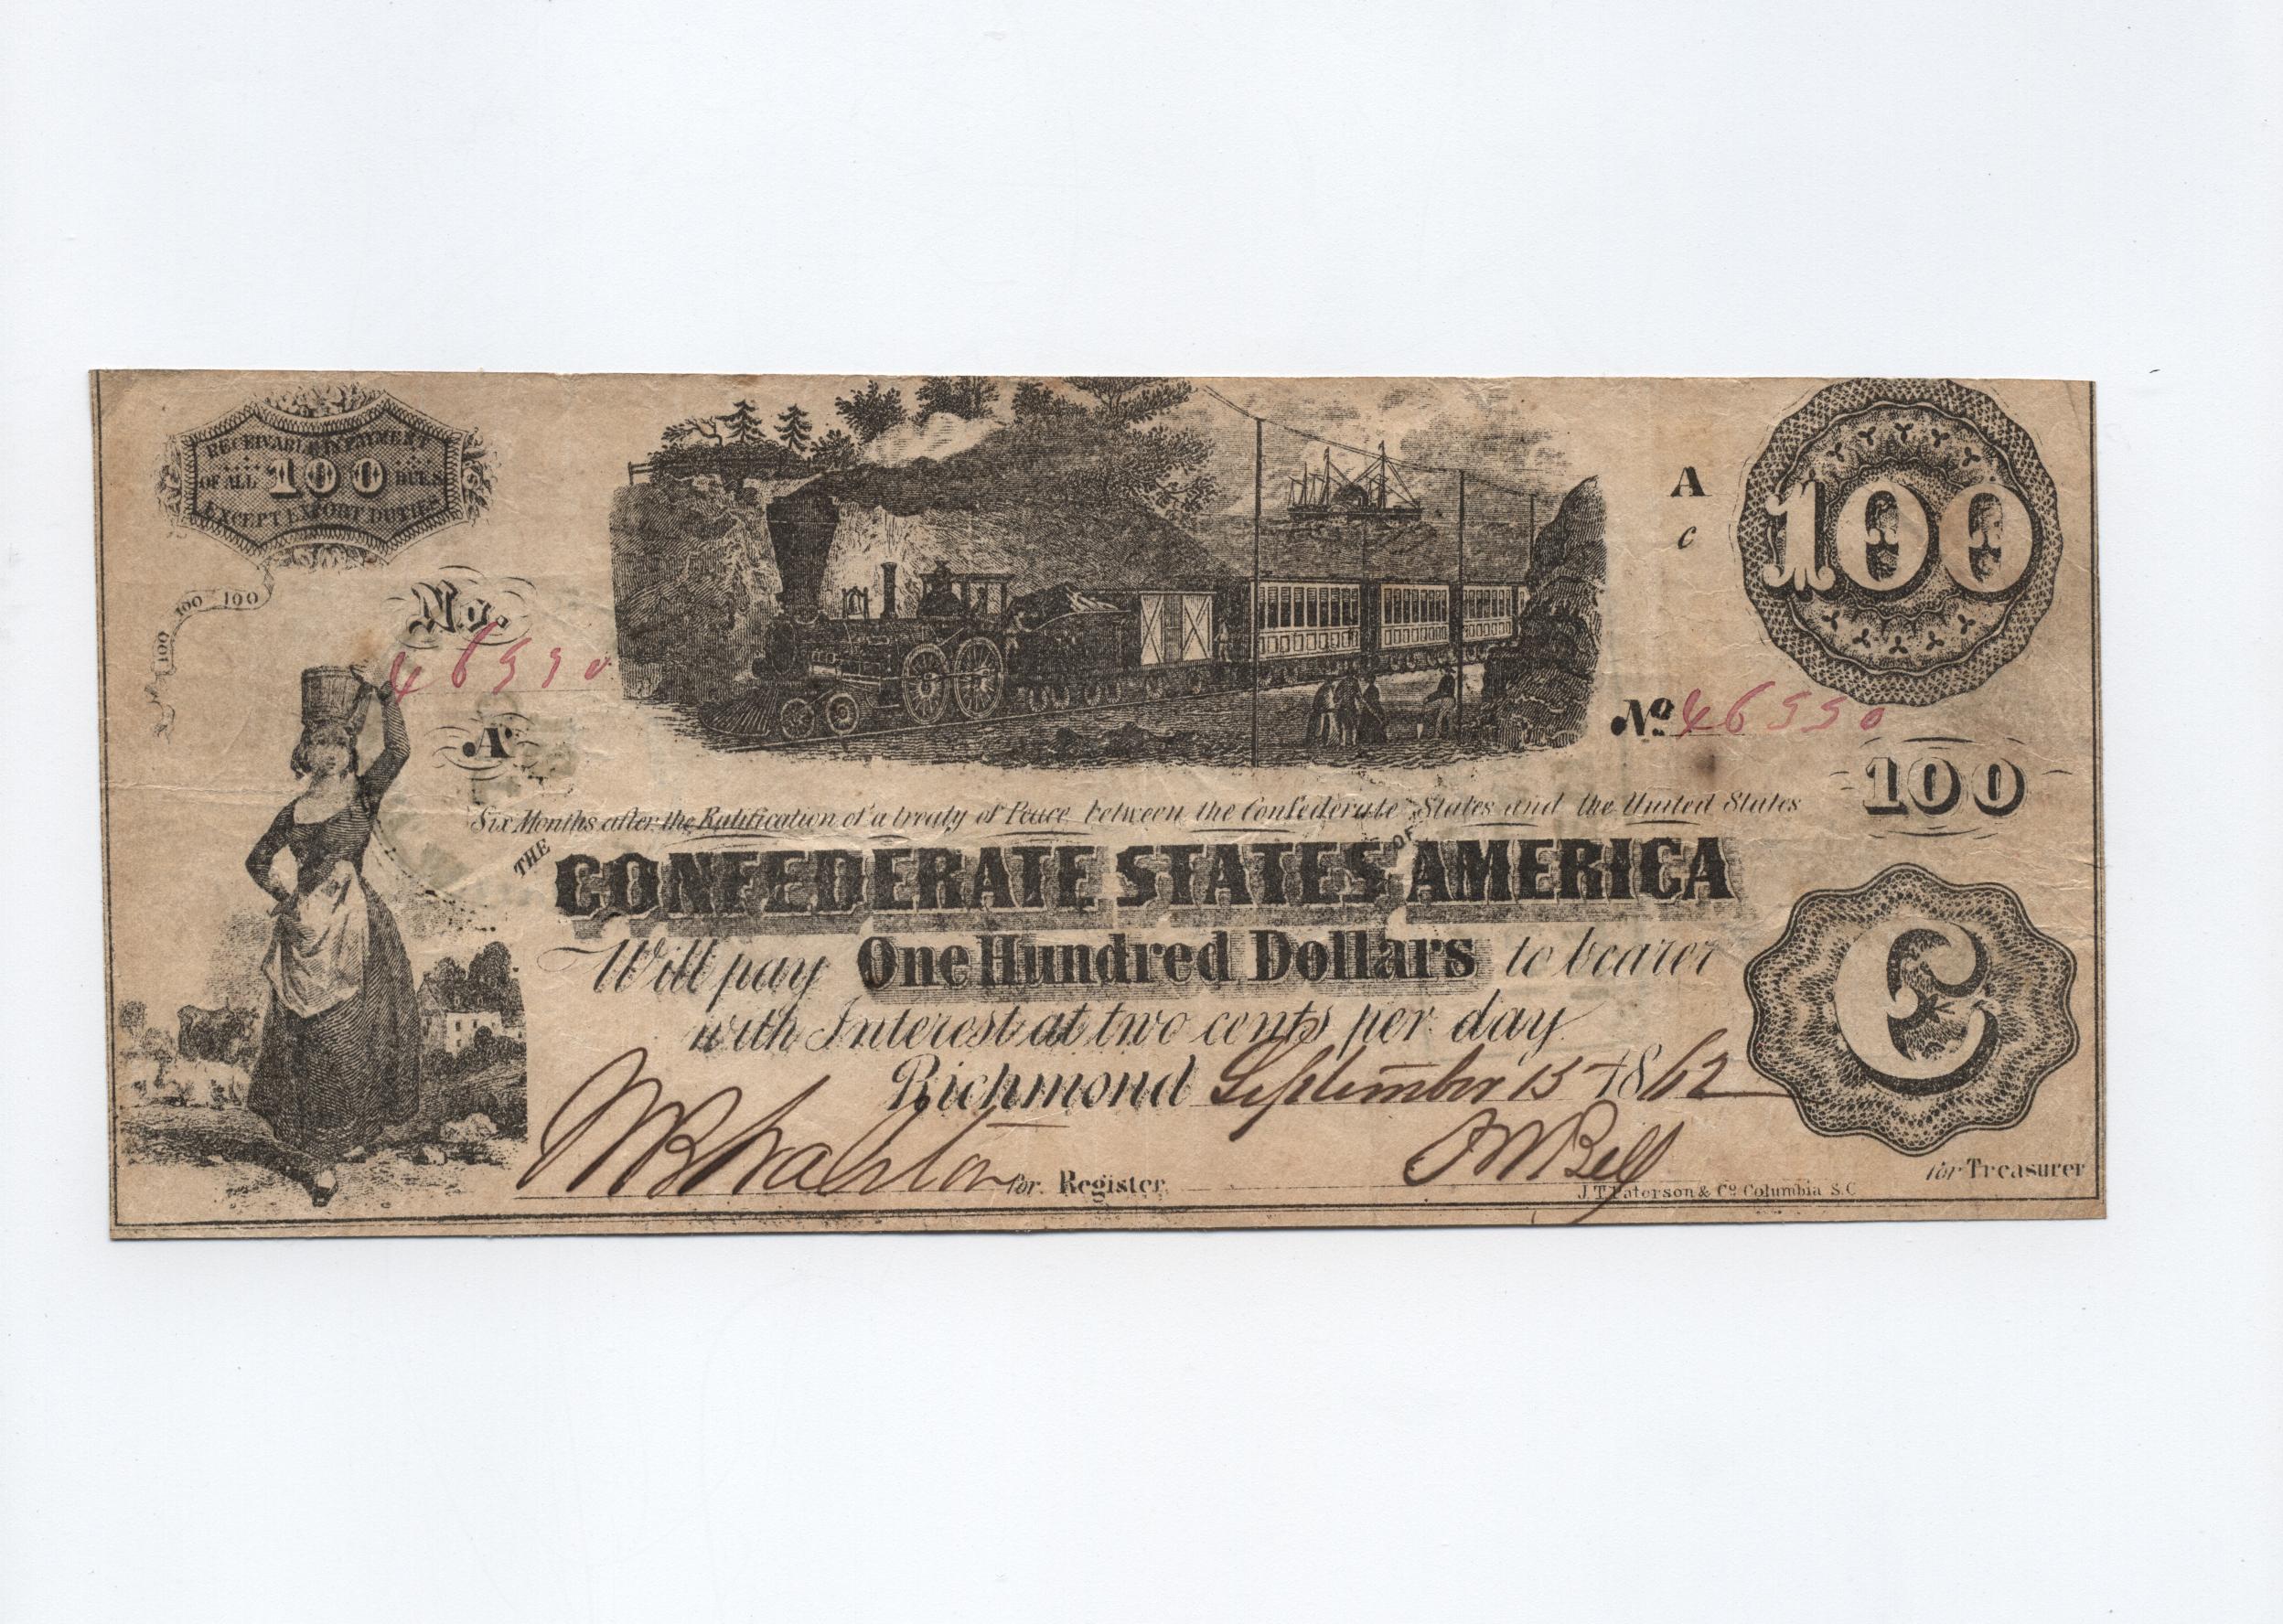 RECEIVABLE IN PAYMENT
OF ALL 100 DUES
EXCEPT EXPORT DUTIES
100 100 100
No.
46550
A
A
C
100
No. 46550
100
Six Months after the Ratification of a treaty of Peace between the Confederate States and the United States
THE CONFEDERATE STATES OF AMERICA
Will pay One Hundred Dollars to bearer
with Interest at two cents per day
Richmond September 15 1862
C
for Register
for Treasurer
J.T. Paterson & Co. Columbia S.C